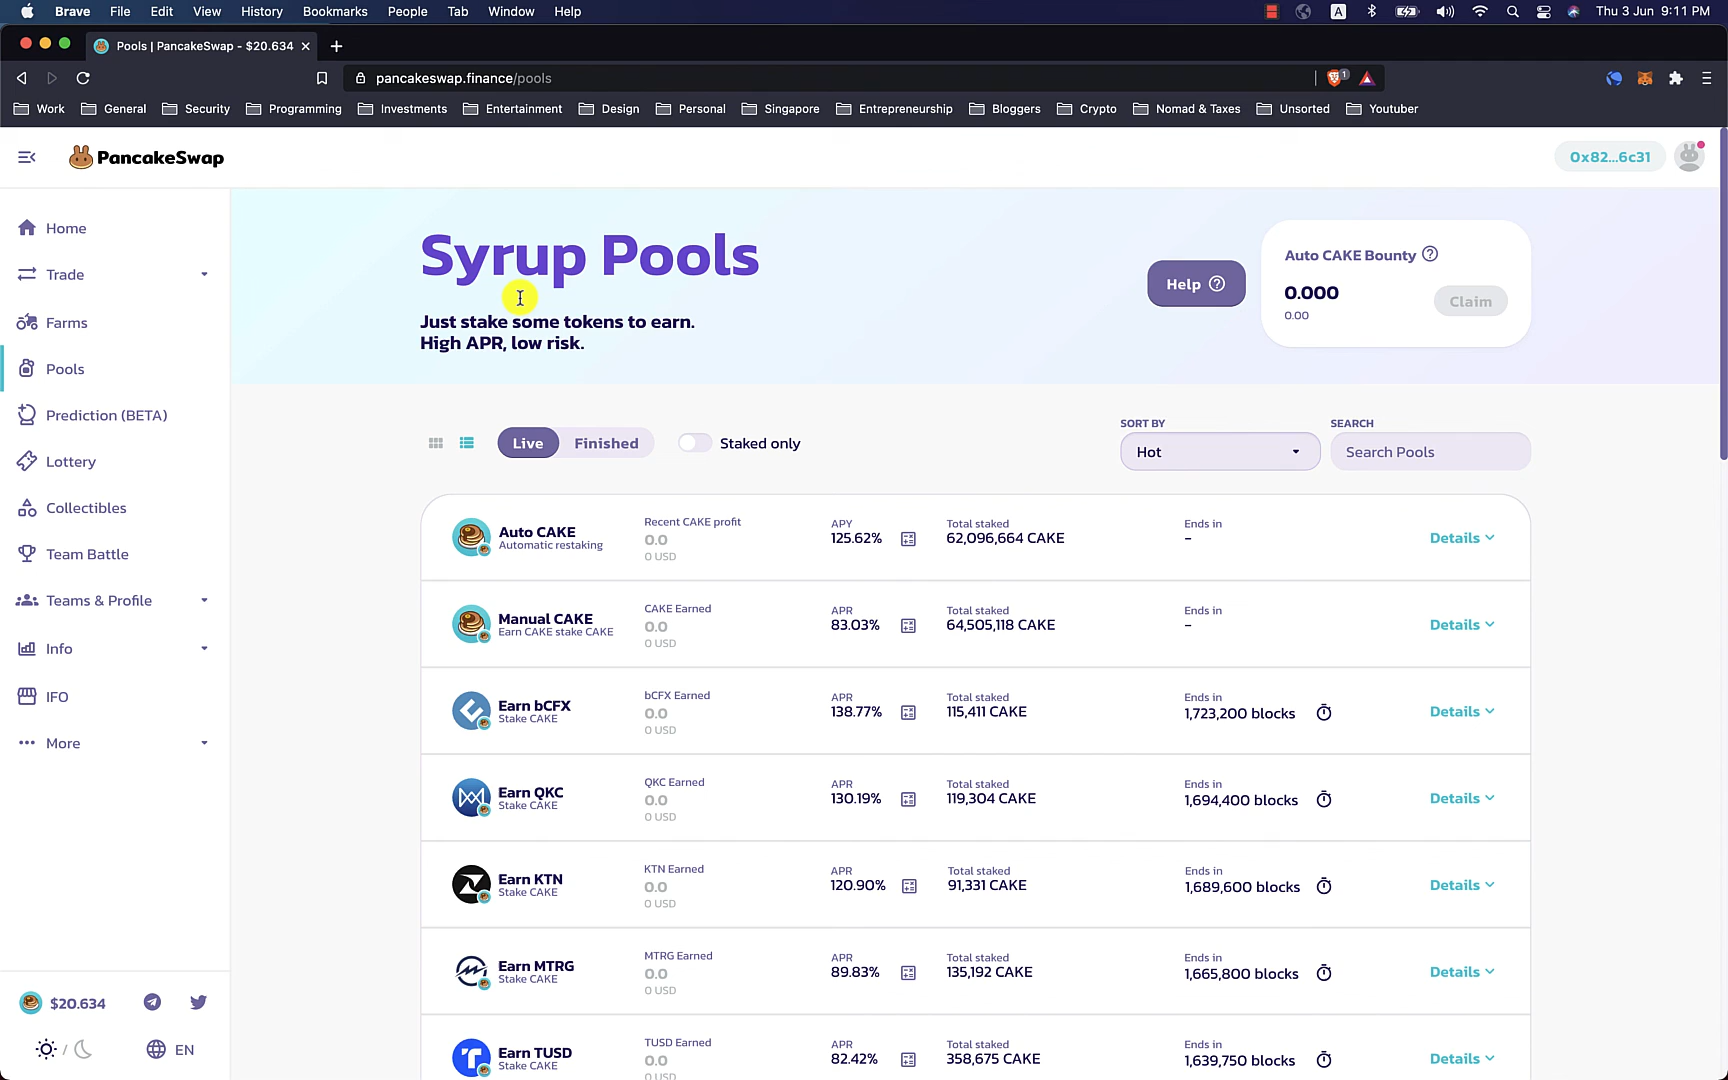 Brave File Edit View History Bookmarks People Tab Window Help A Thu 3 Jun 9:11 PM
Pools | PancakeSwap - $20.634
pancakeswap.finance/pools 1
Work General Security Programming Investments Entertainment Design Personal Singapore Entrepreneurship Bloggers Crypto Nomad & Taxes Unsorted Youtuber
PancakeSwap
0x82...6c31
Home
Trade
Farms
Pools
Prediction (BETA)
Lottery
Collectibles
Team Battle
Teams & Profile
Info
IFO
More
$20.634
/
EN
Syrup Pools
Just stake some tokens to earn.
High APR, low risk.
Help
Auto CAKE Bounty
0.000
0.00
Claim
Live Finished
Staked only
SORT BY
Hot
SEARCH
Search Pools
Auto CAKE
Automatic restaking
Recent CAKE profit
0.0
0 USD
APY
125.62%
Total staked
62,096,664 CAKE
Ends in
-
Details
Manual CAKE
Earn CAKE stake CAKE
CAKE Earned
0.0
0 USD
APR
83.03%
Total staked
64,505,118 CAKE
Ends in
-
Details
Earn bCFX
Stake CAKE
bCFX Earned
0.0
0 USD
APR
138.77%
Total staked
115,411 CAKE
Ends in
1,723,200 blocks
Details
Earn QKC
Stake CAKE
QKC Earned
0.0
0 USD
APR
130.19%
Total staked
119,304 CAKE
Ends in
1,694,400 blocks
Details
Earn KTN
Stake CAKE
KTN Earned
0.0
0 USD
APR
120.90%
Total staked
91,331 CAKE
Ends in
1,689,600 blocks
Details
Earn MTRG
Stake CAKE
MTRG Earned
0.0
0 USD
APR
89.83%
Total staked
135,192 CAKE
Ends in
1,665,800 blocks
Details
Earn TUSD
Stake CAKE
TUSD Earned
0.0
0 USD
APR
82.42%
Total staked
358,675 CAKE
Ends in
1,639,750 blocks
Details